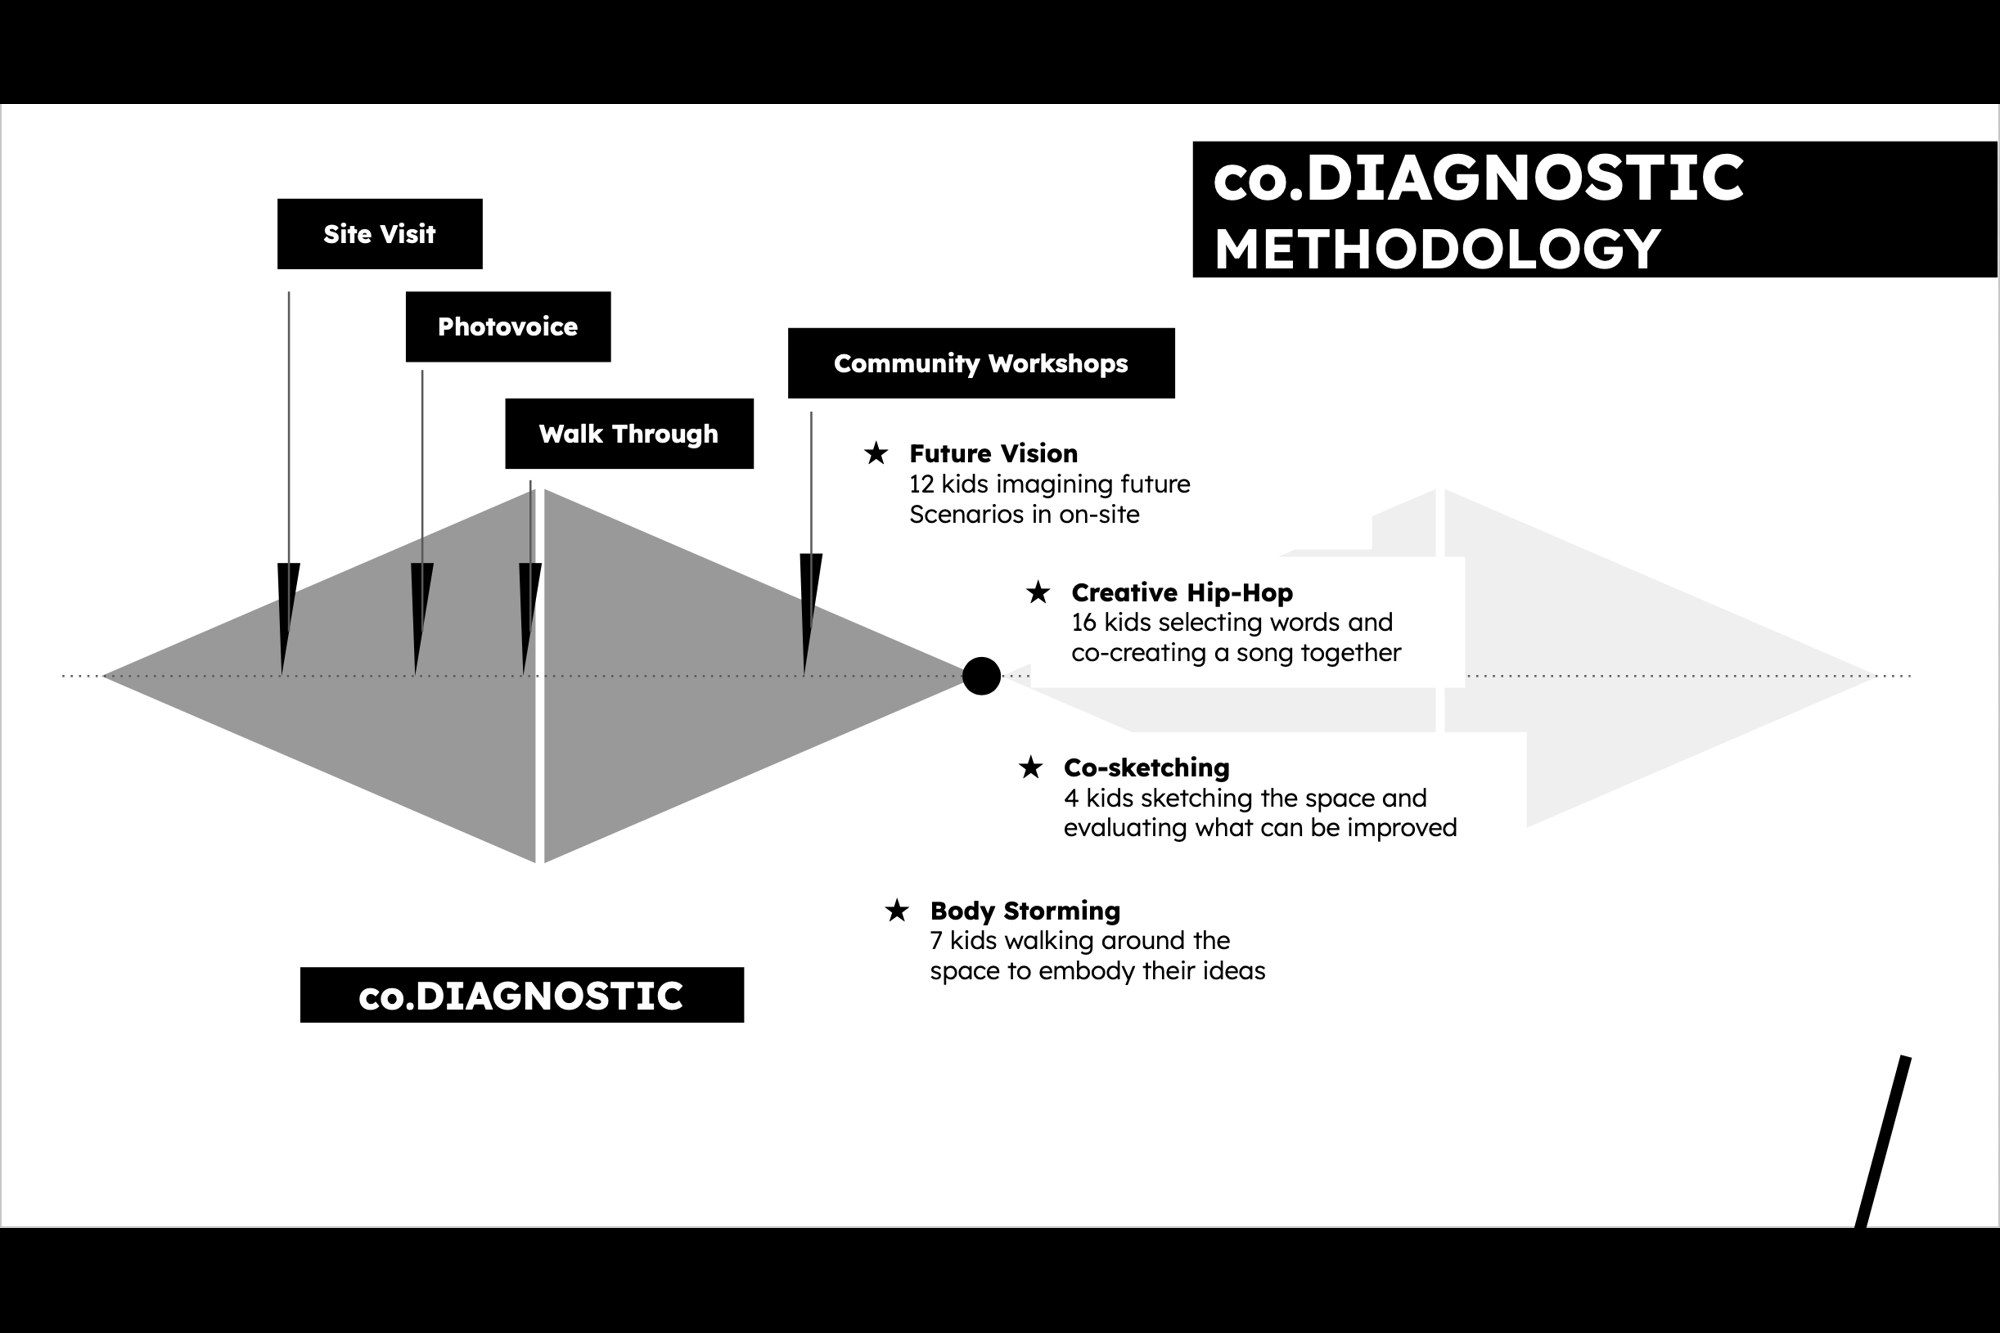 co.DIAGNOSTIC
METHODOLOGY
Site Visit
Photovoice
Walk Through
Community Workshops
★ Future Vision
12 kids imagining future
Scenarios in on-site
★ Creative Hip-Hop
16 kids selecting words and
co-creating a song together
★ Co-sketching
4 kids sketching the space and
evaluating what can be improved
★ Body Storming
7 kids walking around the
space to embody their ideas
co.DIAGNOSTIC